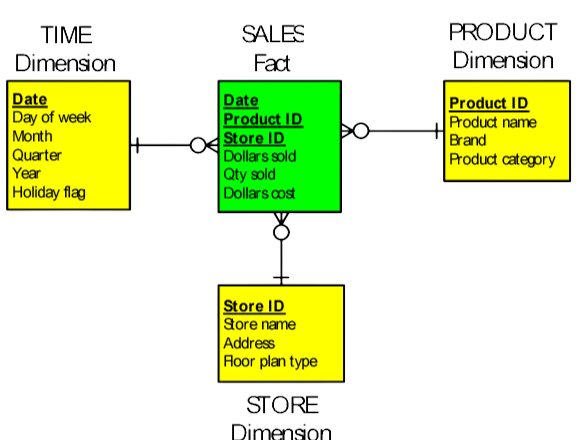 TIME
Dimension
Date
Day of week
Month
Quarter
Year
Holiday flag
SALES
Fact
Date
Product ID
Store ID
Dollars sold
Qty sold
Dollars cost
PRODUCT
Dimension
Product ID
Product name
Brand
Product category
Store ID
Store name
Address
Floor plan type
STORE
Dimension